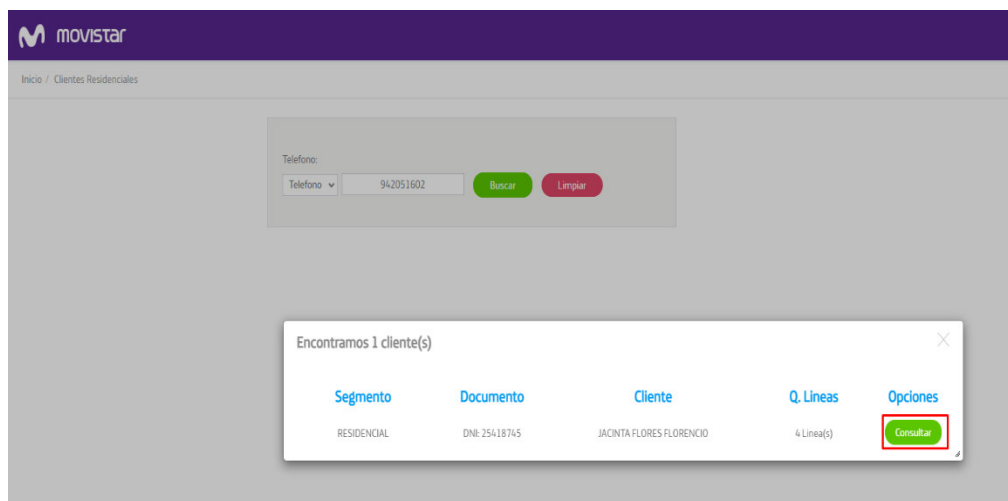 movistar
Inicio / Clientes Residenciales
Telefono:
Telefono 942051602 Buscar Limpiar
Encontramos 1 cliente(s)
Segmento Documento Cliente Q. Lineas Opciones
RESIDENCIAL DNI: 25418745 JACINTA FLORES FLORENCIO 4 Linea(s) Consultar